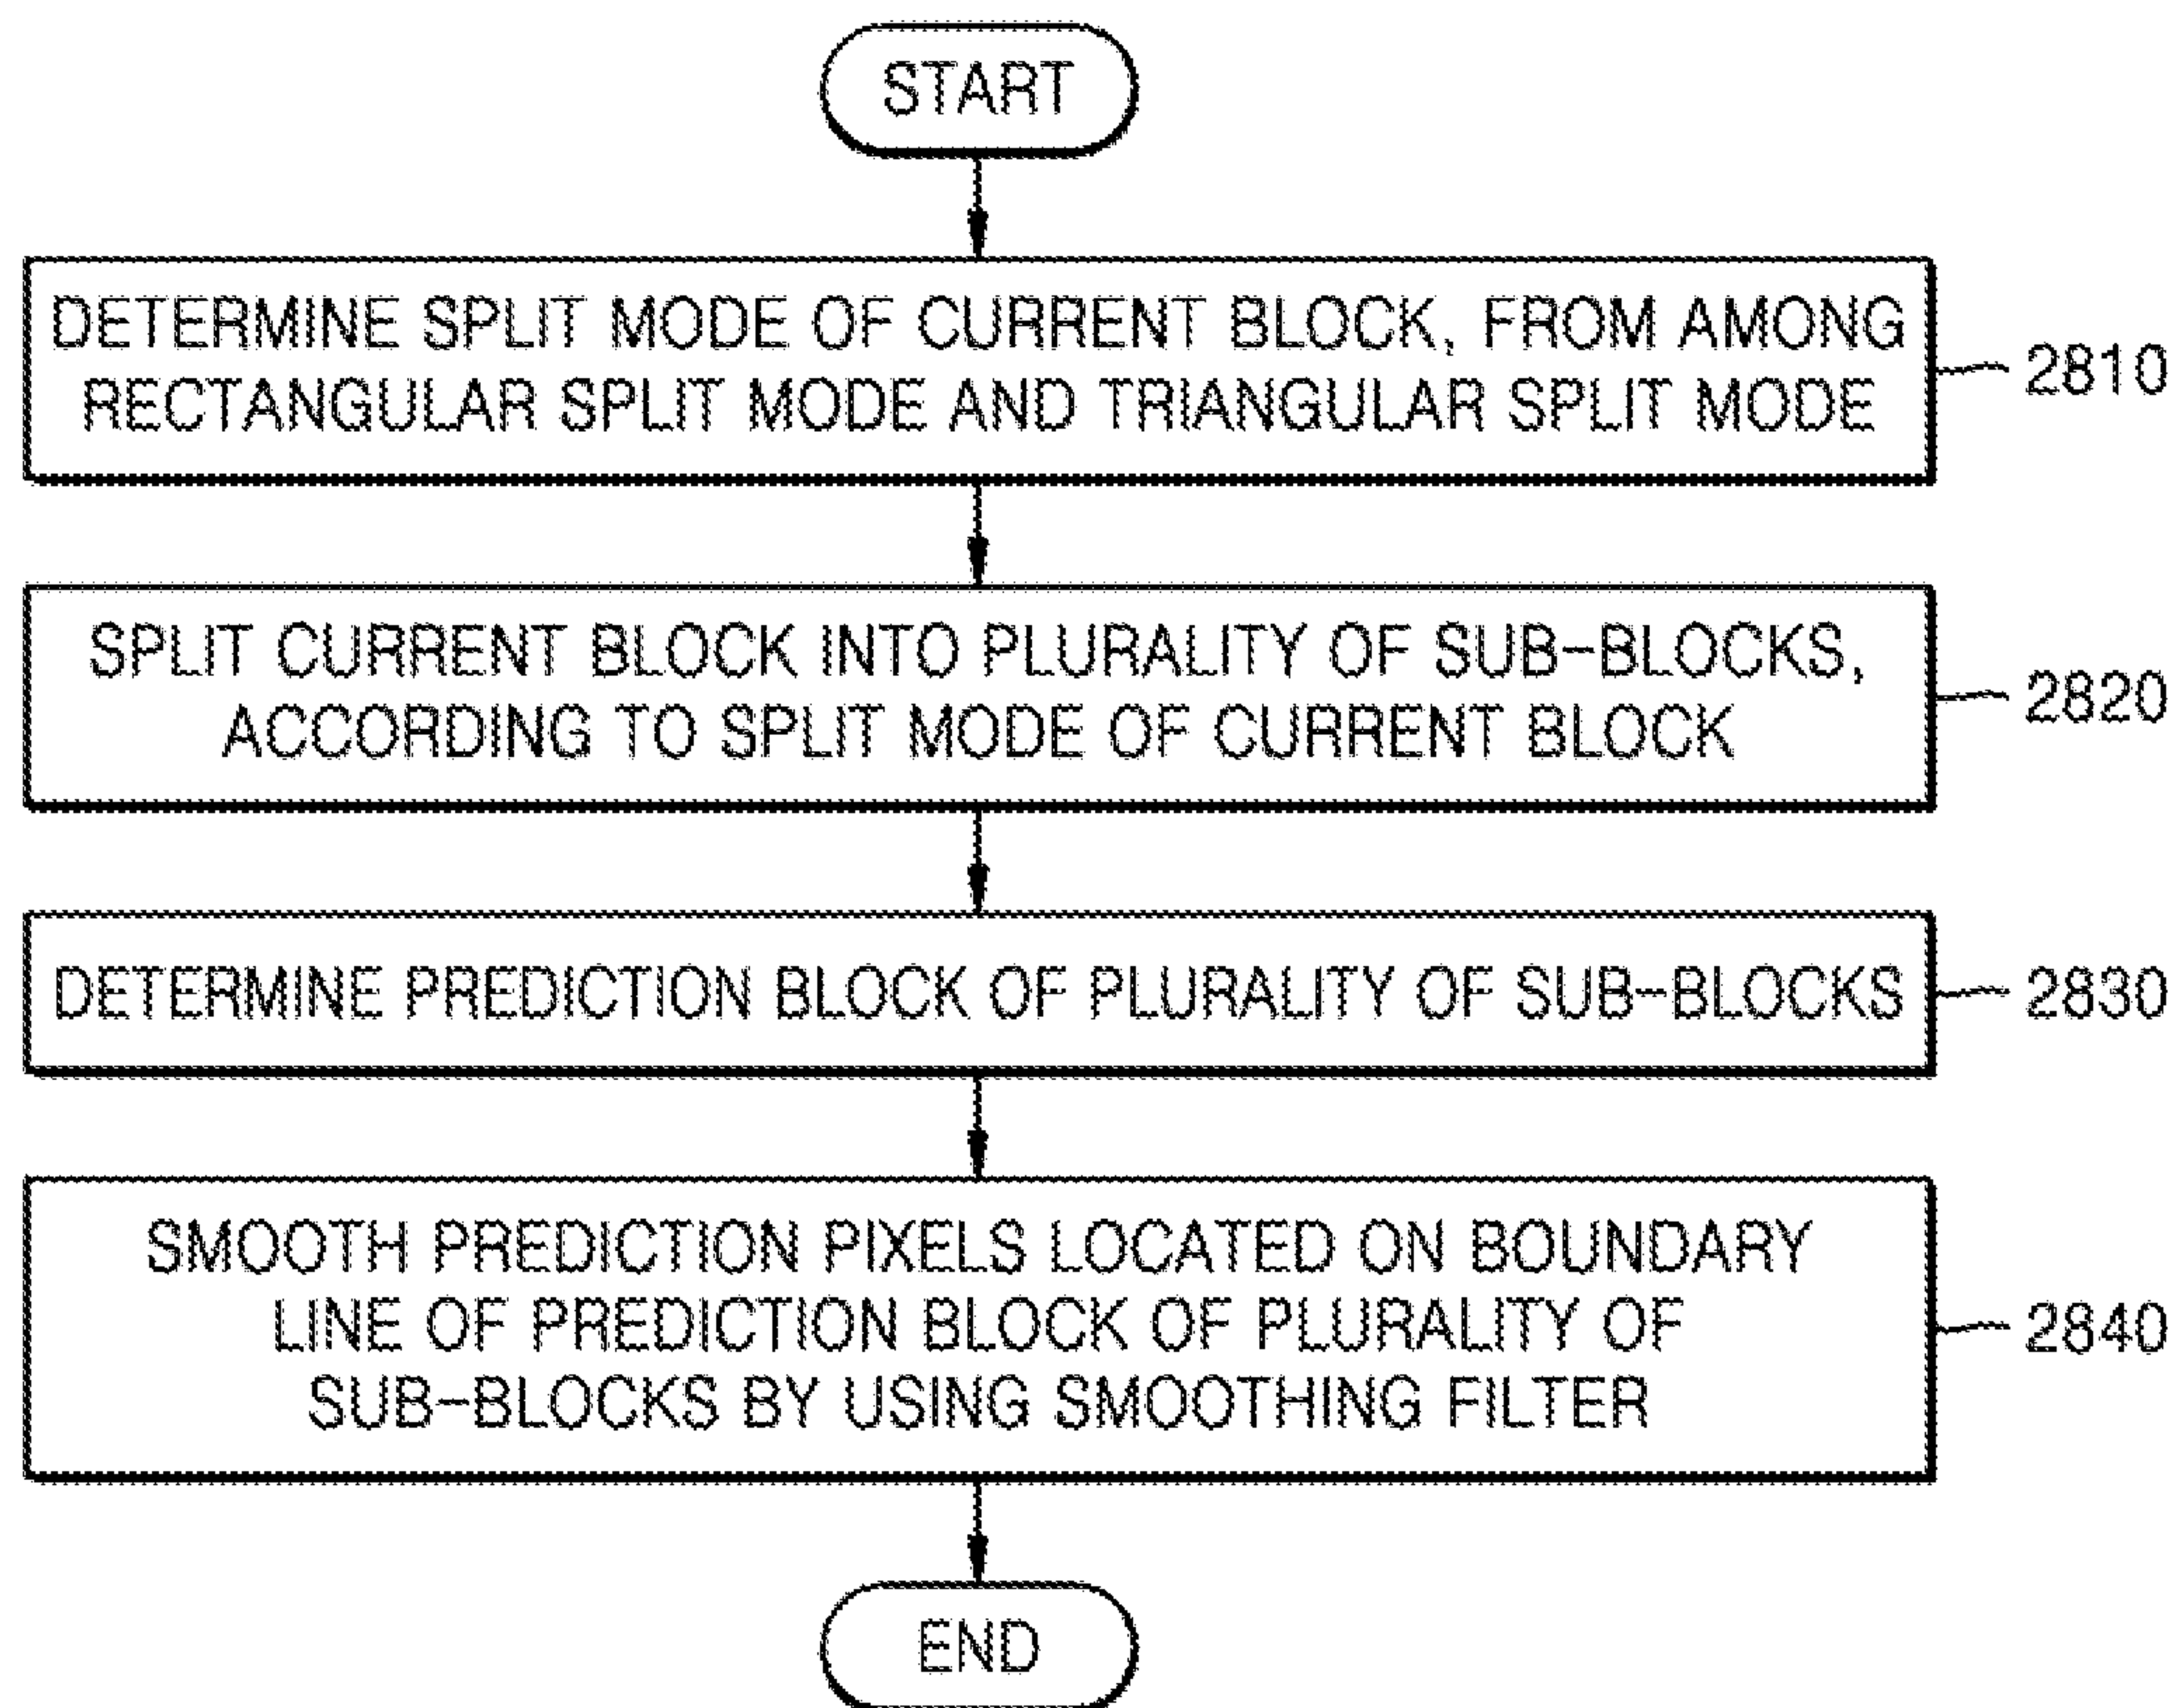 START
DETERMINE SPLIT MODE OF CURRENT BLOCK, FROM AMONG
RECTANGULAR SPLIT MODE AND TRIANGULAR SPLIT MODE
2810
SPLIT CURRENT BLOCK INTO PLURALITY OF SUB-BLOCKS,
ACCORDING TO SPLIT MODE OF CURRENT BLOCK
2820
DETERMINE PREDICTION BLOCK OF PLURALITY OF SUB-BLOCKS
2830
SMOOTH PREDICTION PIXELS LOCATED ON BOUNDARY
LINE OF PREDICTION BLOCK OF PLURALITY OF
SUB-BLOCKS BY USING SMOOTHING FILTER
2840
END